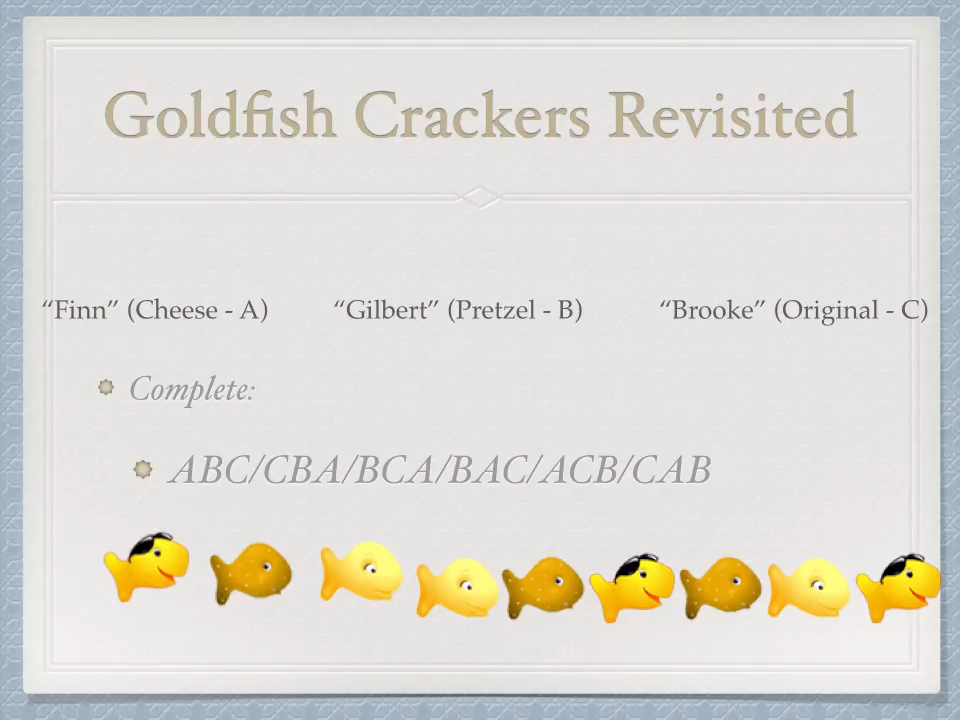 Goldfish Crackers Revisited
“Finn” (Cheese - A) “Gilbert” (Pretzel - B) “Brooke” (Original - C)
Complete:
ABC/CBA/BCA/BAC/ACB/CAB